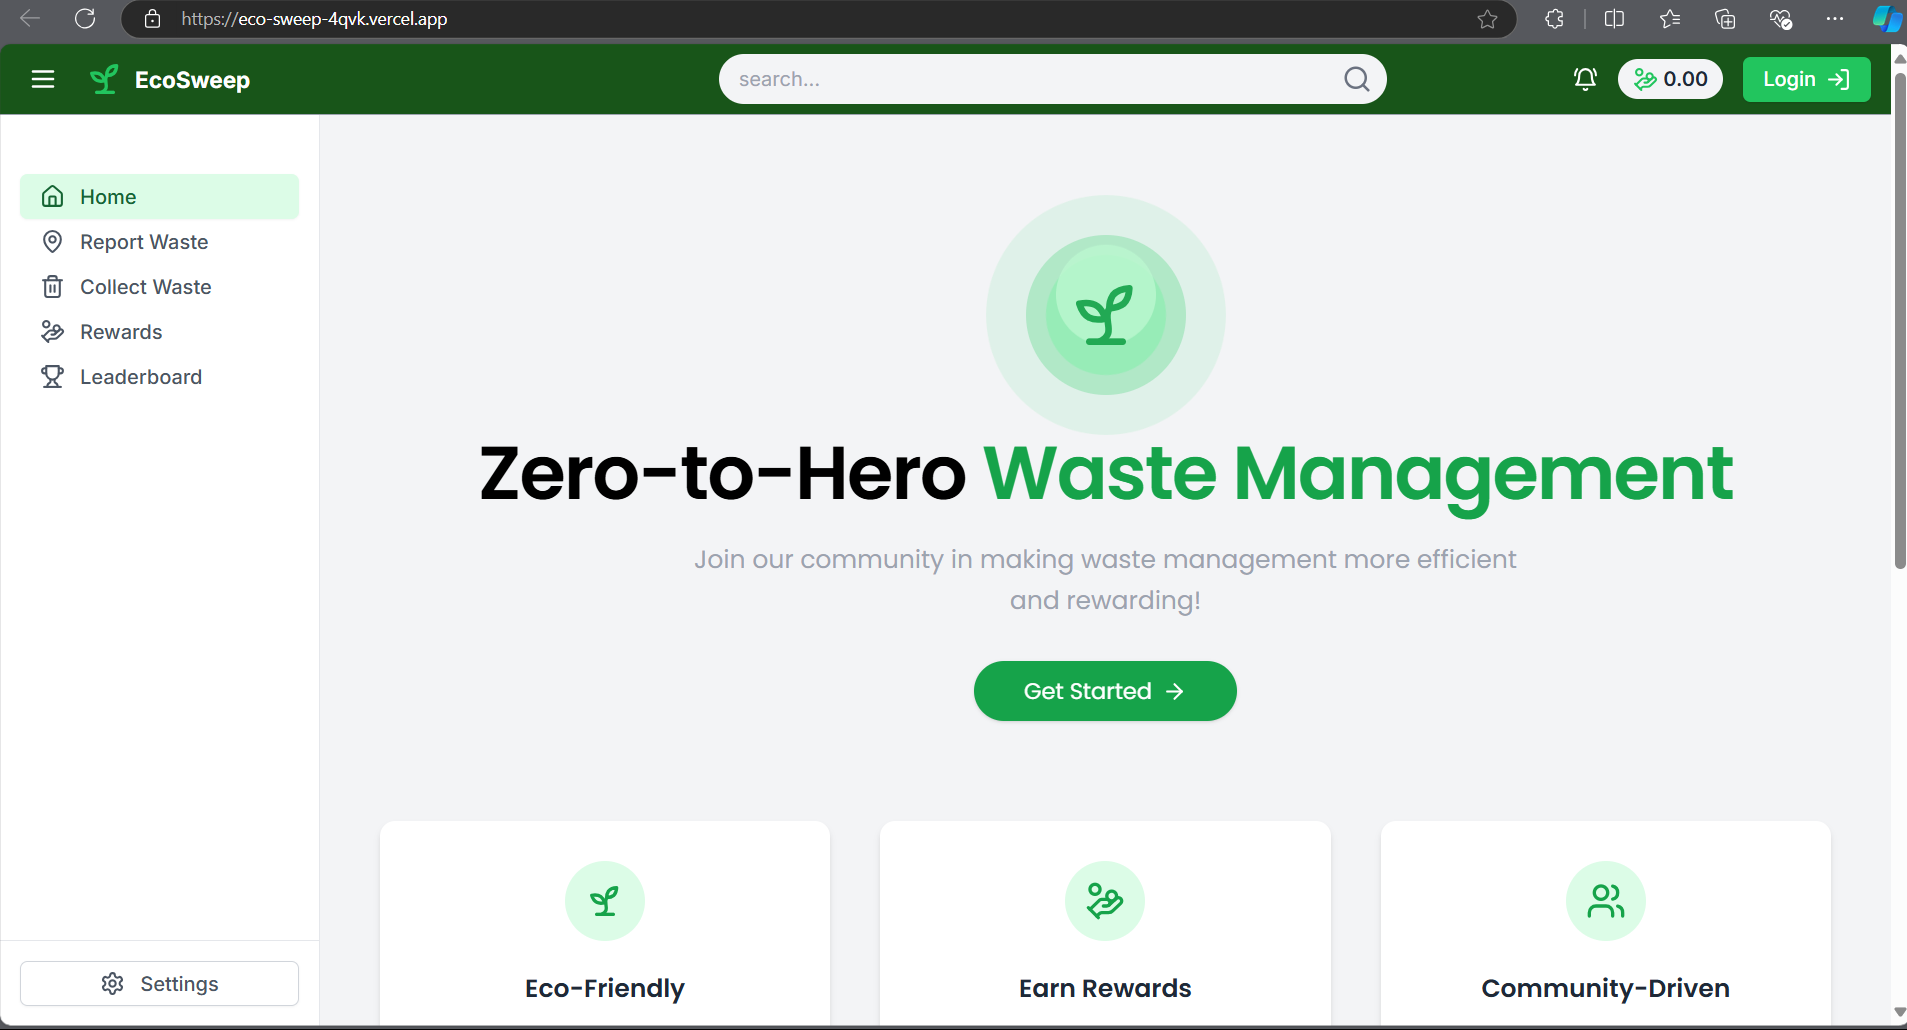 https://eco-sweep-4qvk.vercel.app
EcoSweep
search...
0.00
Login
Home
Report Waste
Collect Waste
Rewards
Leaderboard
Settings
Zero-to-Hero Waste Management
Join our community in making waste management more efficient
and rewarding!
Get Started
Eco-Friendly
Earn Rewards
Community-Driven